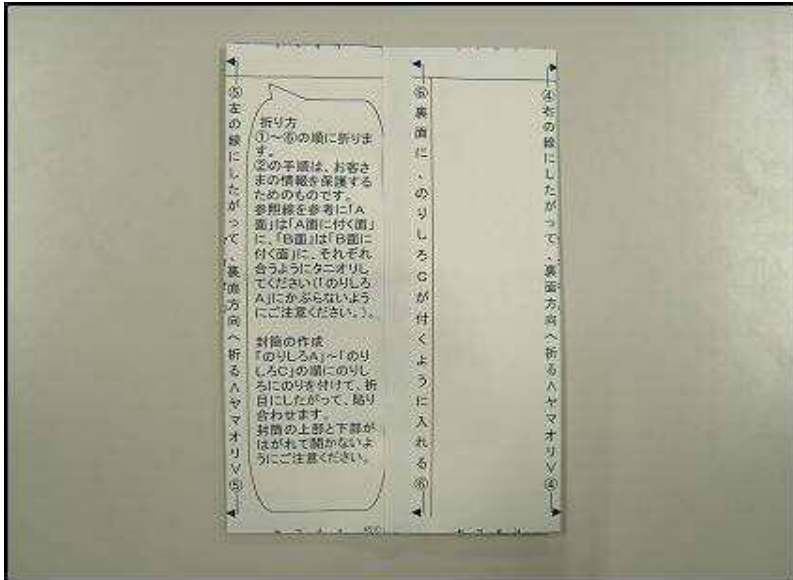 ⑤左の線にしたがって、裏面方向へ折る<ヤマオリ>⑤
折り方
①～⑥の順に折りま
す。
②の手順は、お客さ
まの情報を保護する
ためのものです。
参照線を参考に「A
面」は「A面に付く面」
に、「B面」は「B面に
付く面」に、それぞれ
合うようにタニオリし
てください(「のりしろ
A」にかぶらないよう
にご注意ください。)。
封筒の作成
「のりしろA」～「のり
しろC」の順にのりし
ろにのりを付けて、折
目にしたがって、貼り
合わせます。
封筒の上部と下部が
はがれて開かないよ
うにご注意ください。
⑥裏面に、のりしろCが付くように入れる⑥
④右の線にしたがって、裏面方向へ折る<ヤマオリ>④